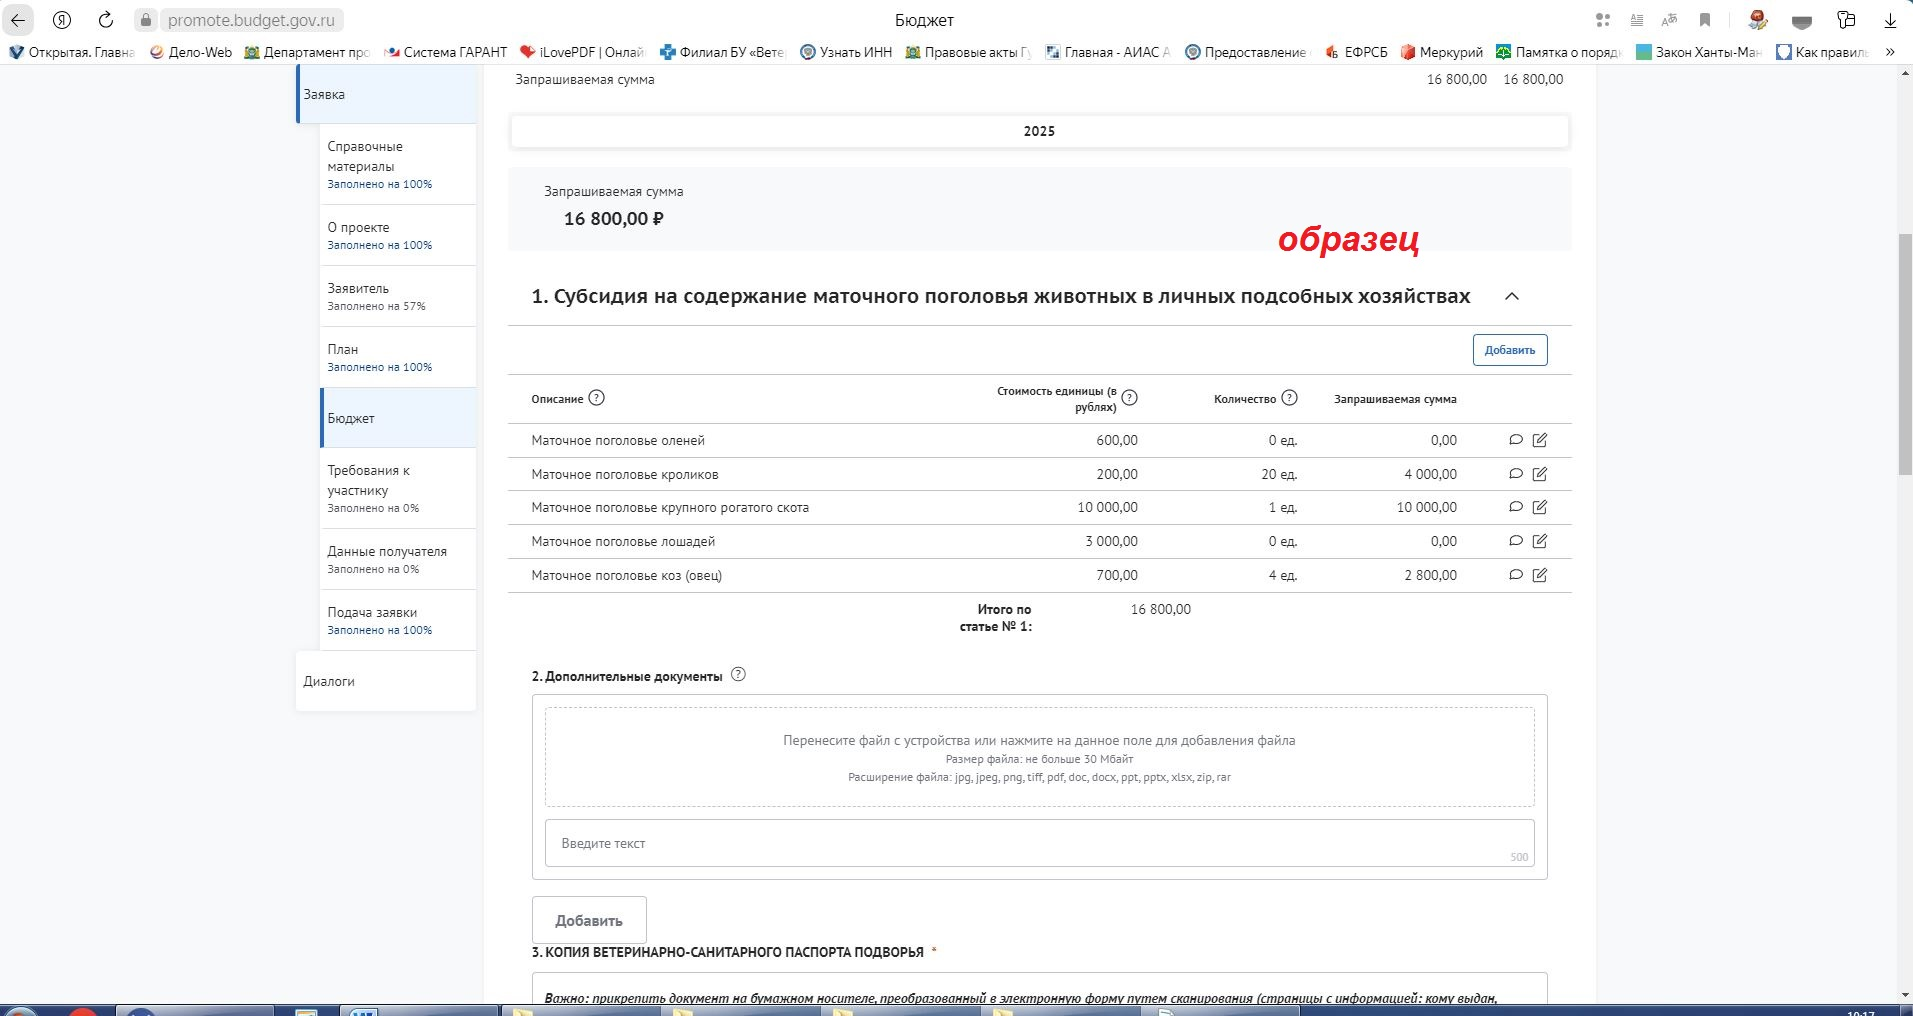 promote.budget.gov.ru
Бюджет
Открытая. Главна
Дело-Web
Департамент про
Система ГАРАНТ
iLovePDF | Онлай
Филиал БУ «Вете
Узнать ИНН
Правовые акты Гу
Главная - АИАС А
Предоставление
ЕФРСБ
Меркурий
Памятка о порядк
Закон Ханты-Ман
Как правиль
»
Заявка
Справочные
материалы
Заполнено на 100%
О проекте
Заполнено на 100%
Заявитель
Заполнено на 57%
План
Заполнено на 100%
Бюджет
Требования к
участнику
Заполнено на 0%
Данные получателя
Заполнено на 0%
Подача заявки
Заполнено на 100%
Диалоги
Запрашиваемая сумма 16 800,00 16 800,00
2025
Запрашиваемая сумма
16 800,00 ₽
образец
1. Субсидия на содержание маточного поголовья животных в личных подсобных хозяйствах
Добавить
Описание ? Стоимость единицы (в рублях) ? Количество ? Запрашиваемая сумма
Маточное поголовье оленей 600,00 0 ед. 0,00
Маточное поголовье кроликов 200,00 20 ед. 4 000,00
Маточное поголовье крупного рогатого скота 10 000,00 1 ед. 10 000,00
Маточное поголовье лошадей 3 000,00 0 ед. 0,00
Маточное поголовье коз (овец) 700,00 4 ед. 2 800,00
Итого по 16 800,00
статье № 1:
2. Дополнительные документы ?
Перенесите файл с устройства или нажмите на данное поле для добавления файла
Размер файла: не больше 30 Мбайт
Расширение файла: jpg, jpeg, png, tiff, pdf, doc, docx, ppt, pptx, xlsx, zip, rar
Введите текст
500
Добавить
3. КОПИЯ ВЕТЕРИНАРНО-САНИТАРНОГО ПАСПОРТА ПОДВОРЬЯ *
Важно: прикрепить документ на бумажном носителе, преобразованный в электронную форму путем сканирования (страницы с информацией: кому выдан,